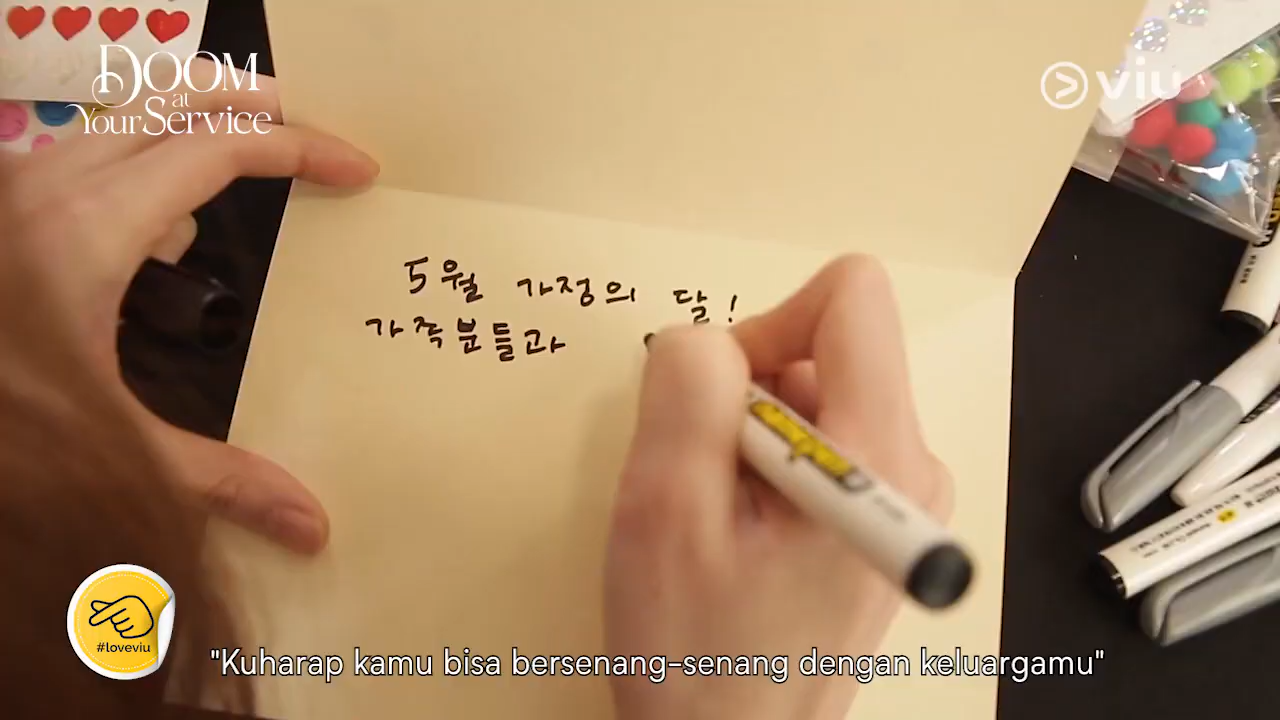 DOOM
at
Your Service
viu
5월 가정의 달!
가족분들과
#loveviu
"Kuharap kamu bisa bersenang-senang dengan keluargamu"